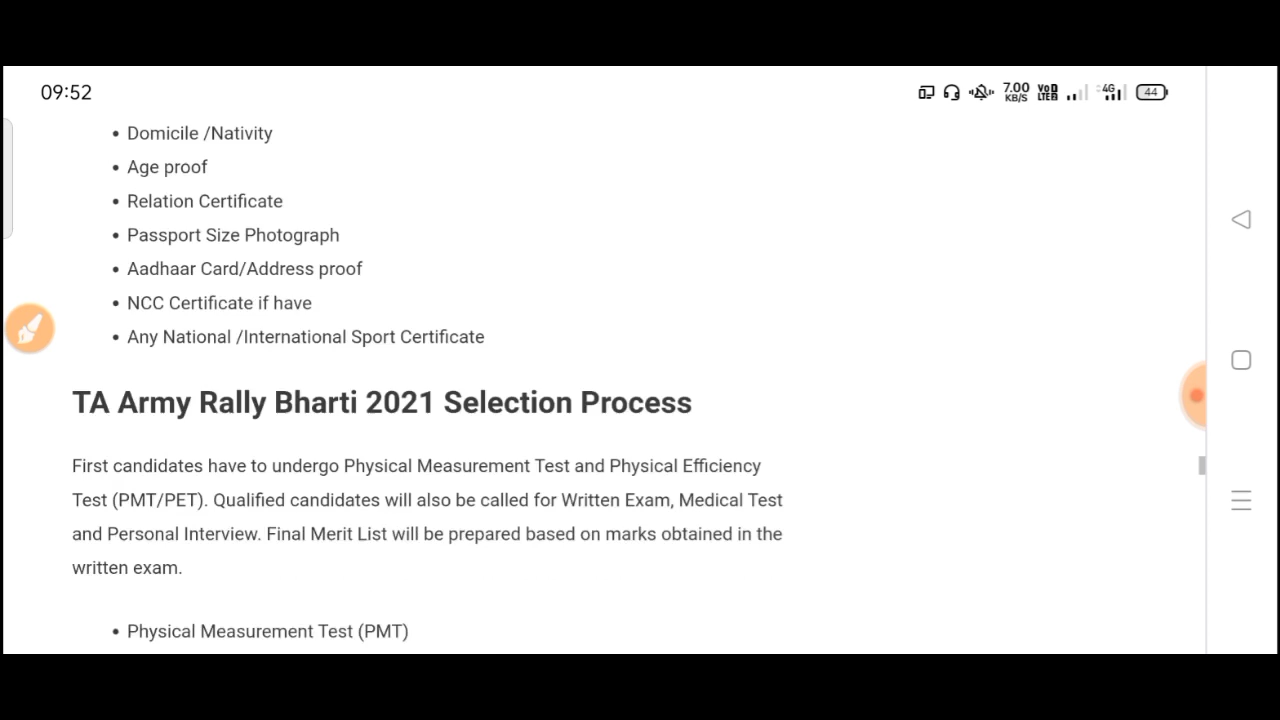 09:52
7.00 KB/S VoD LTE2 4G 44
• Domicile /Nativity
• Age proof
• Relation Certificate
• Passport Size Photograph
• Aadhaar Card/Address proof
• NCC Certificate if have
• Any National /International Sport Certificate
TA Army Rally Bharti 2021 Selection Process
First candidates have to undergo Physical Measurement Test and Physical Efficiency
Test (PMT/PET). Qualified candidates will also be called for Written Exam, Medical Test
and Personal Interview. Final Merit List will be prepared based on marks obtained in the
written exam.
• Physical Measurement Test (PMT)